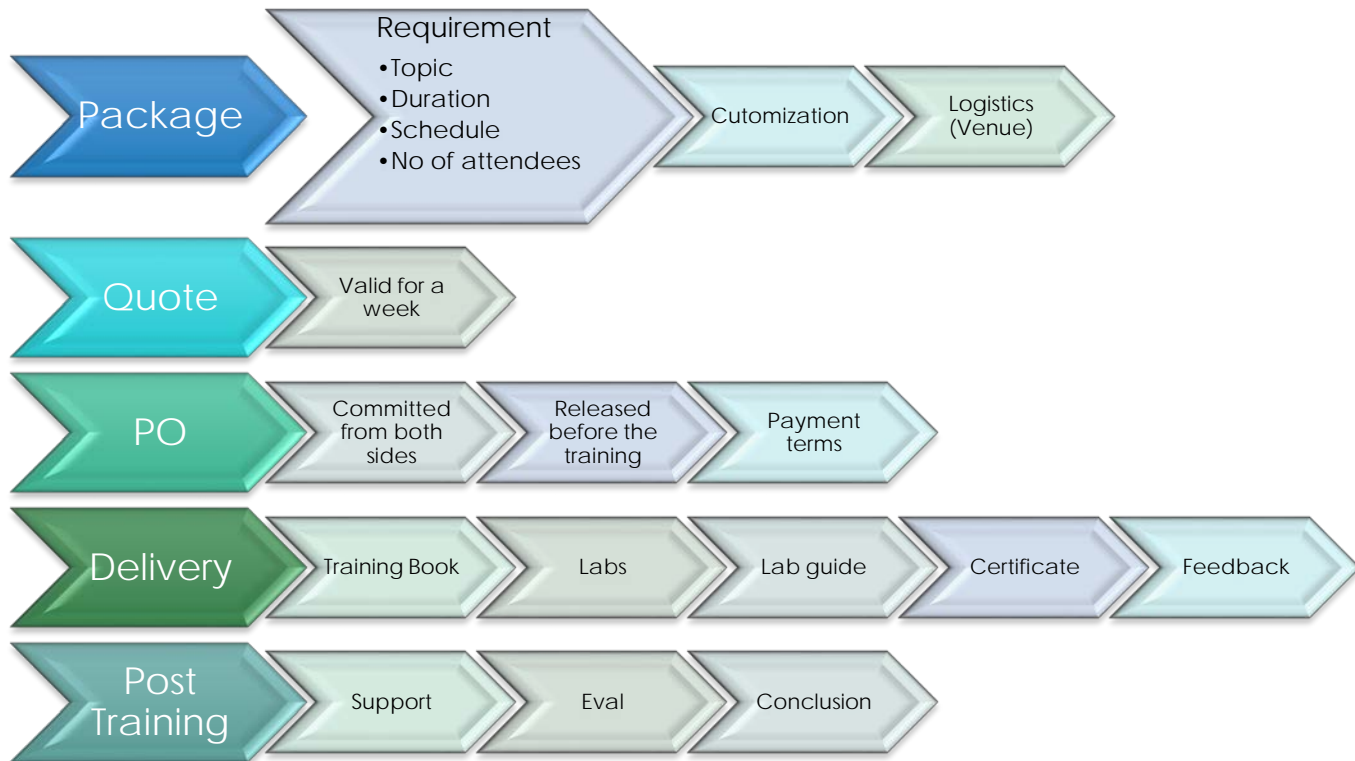 Package
Requirement
•Topic
•Duration
•Schedule
•No of attendees
Cutomization
Logistics
(Venue)
Quote
Valid for a
week
PO
Committed
from both
sides
Released
before the
training
Payment
terms
Delivery
Training Book
Labs
Lab guide
Certificate
Feedback
Post
Training
Support
Eval
Conclusion